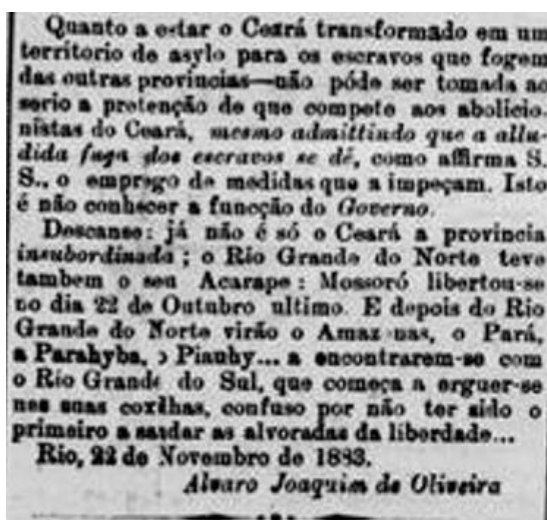 Quanto a estar o Ceará transformado em um
territorio de asylo para os escravos que fogem
das outras provincias—não póde ser tomada ao
serio a pretenção de que compete aos abolicio-
nistas do Ceará, mesmo admittindo que a allu-
dida fuga dos escravos se dê, como affirma S.
S., o emprego de medidas que a impeçam. Isto
é não conhecer a funcção do Governo.
Descanse: já não é só o Ceará a provincia
insubordinada; o Rio Grande do Norte teve
tambem o seu Acarape: Mossoró libertou-se
no dia 22 de Outubro ultimo. E depois do Rio
Grande do Norte virão o Amazonas, o Pará,
a Parahyba, o Piauhy... a encontrarem-se com
o Rio Grande do Sul, que começa a erguer-se
nas suas coxilhas, confuso por não ter sido o
primeiro a saudar as alvoradas da liberdade...
Rio, 22 de Novembro de 1883.
Alvaro Joaquim de Oliveira